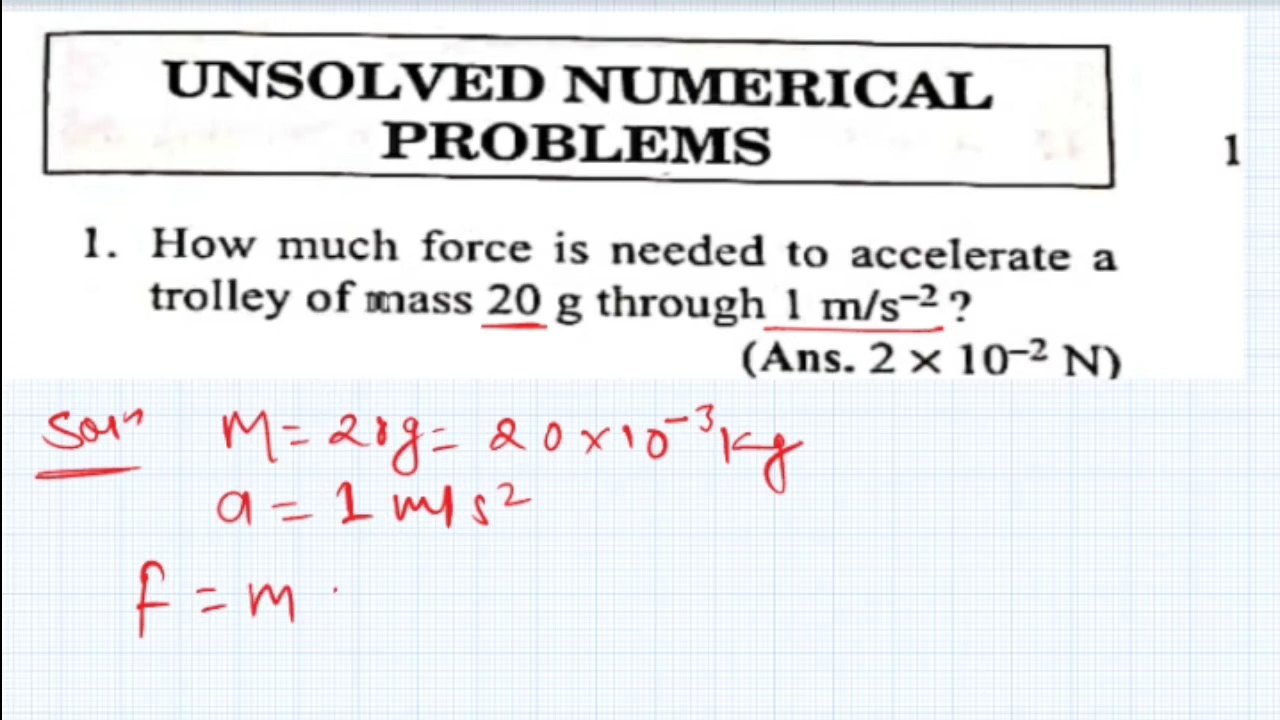 UNSOLVED NUMERICAL
PROBLEMS
1
1. How much force is needed to accelerate a
trolley of mass 20 g through 1 m/s⁻² ?
(Ans. 2 × 10⁻² N)
Soln M = 20g = 20 × 10⁻³ kg
a = 1 m/s²
f = m